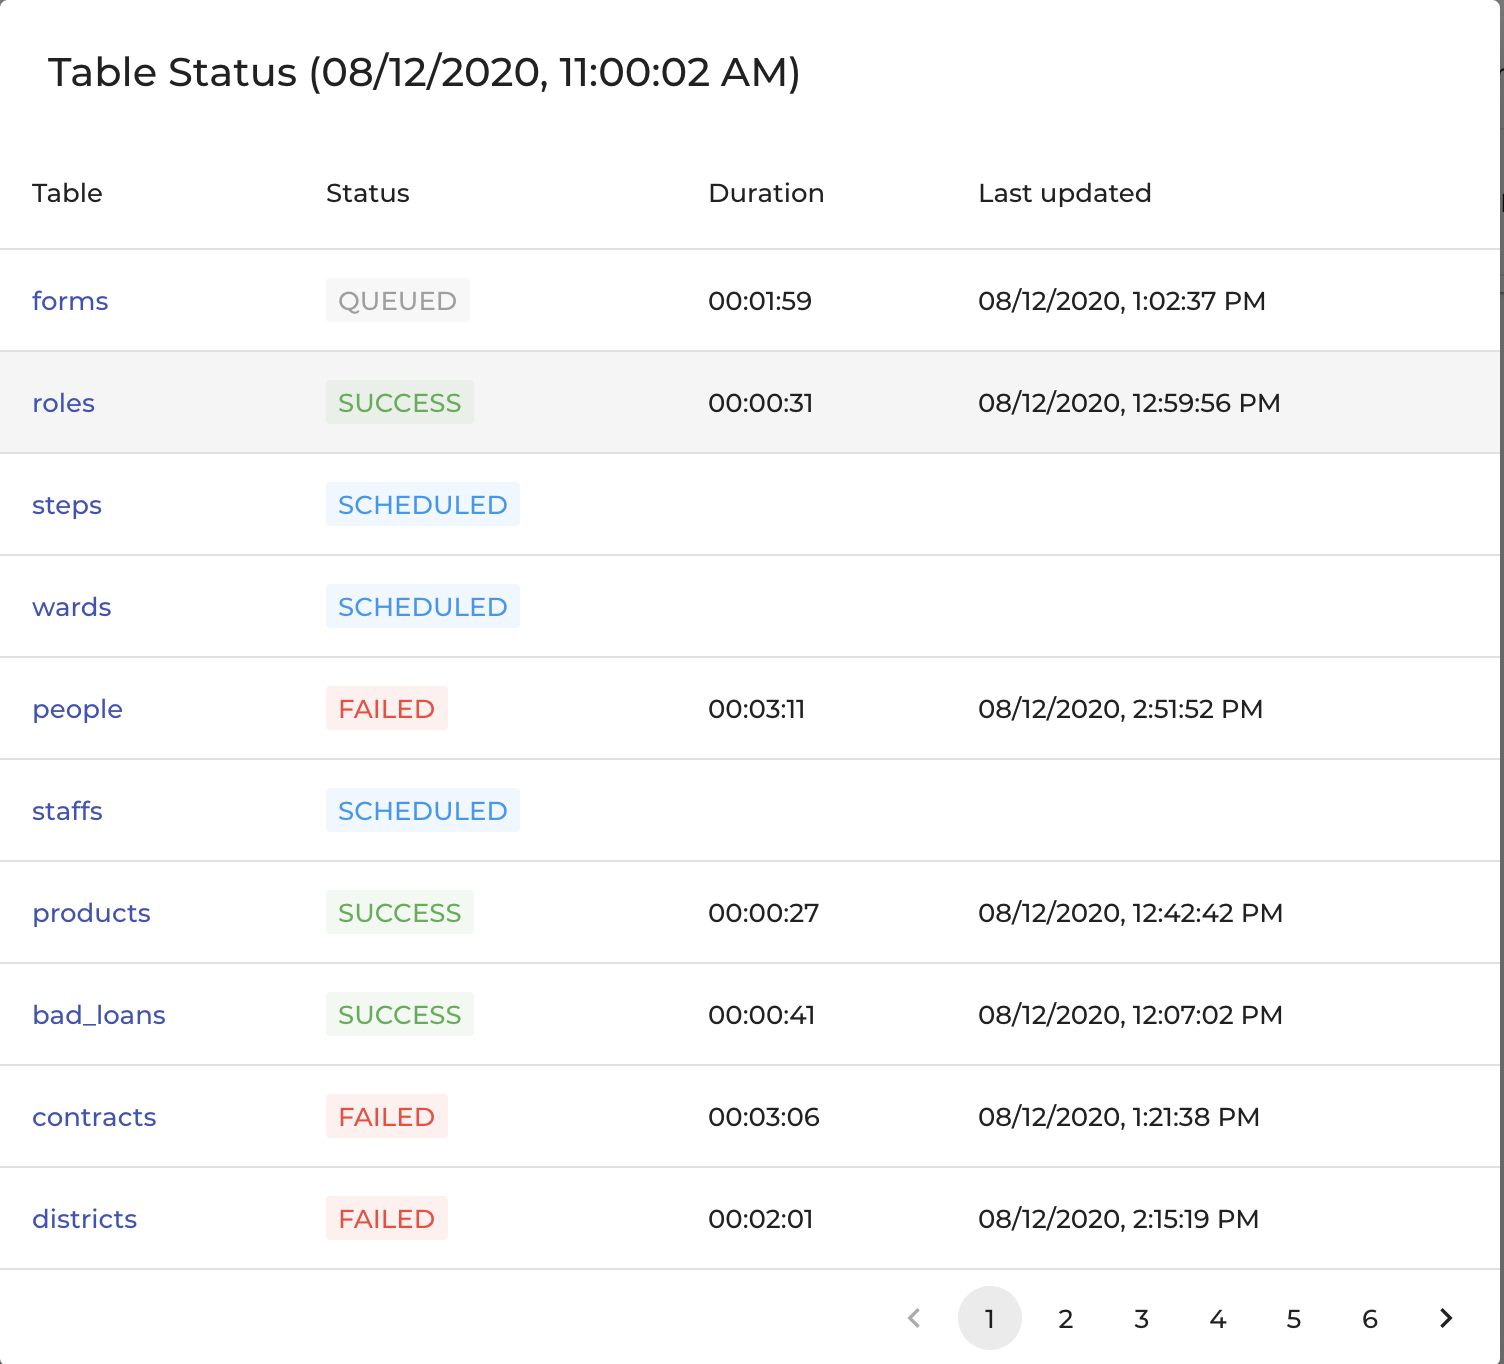 Table Status (08/12/2020, 11:00:02 AM)
Table Status Duration Last updated
forms QUEUED 00:01:59 08/12/2020, 1:02:37 PM
roles SUCCESS 00:00:31 08/12/2020, 12:59:56 PM
steps SCHEDULED
wards SCHEDULED
people FAILED 00:03:11 08/12/2020, 2:51:52 PM
staffs SCHEDULED
products SUCCESS 00:00:27 08/12/2020, 12:42:42 PM
bad_loans SUCCESS 00:00:41 08/12/2020, 12:07:02 PM
contracts FAILED 00:03:06 08/12/2020, 1:21:38 PM
districts FAILED 00:02:01 08/12/2020, 2:15:19 PM
1 2 3 4 5 6